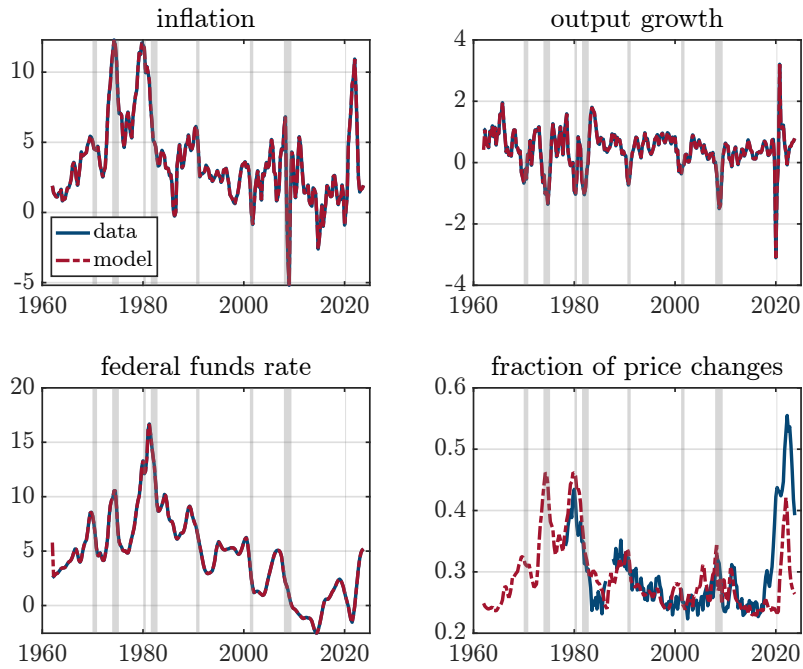 inflation
10
5
0
-5
data
model
1960 1980 2000 2020
output growth
4
2
0
-2
-4
1960 1980 2000 2020
federal funds rate
20
15
10
5
0
1960 1980 2000 2020
fraction of price changes
0.6
0.5
0.4
0.3
0.2
1960 1980 2000 2020